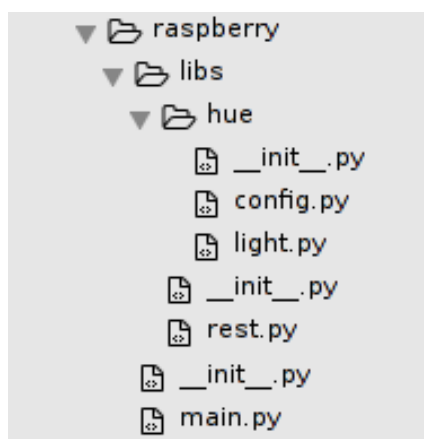 raspberry
libs
hue
__init__.py
config.py
light.py
__init__.py
rest.py
__init__.py
main.py